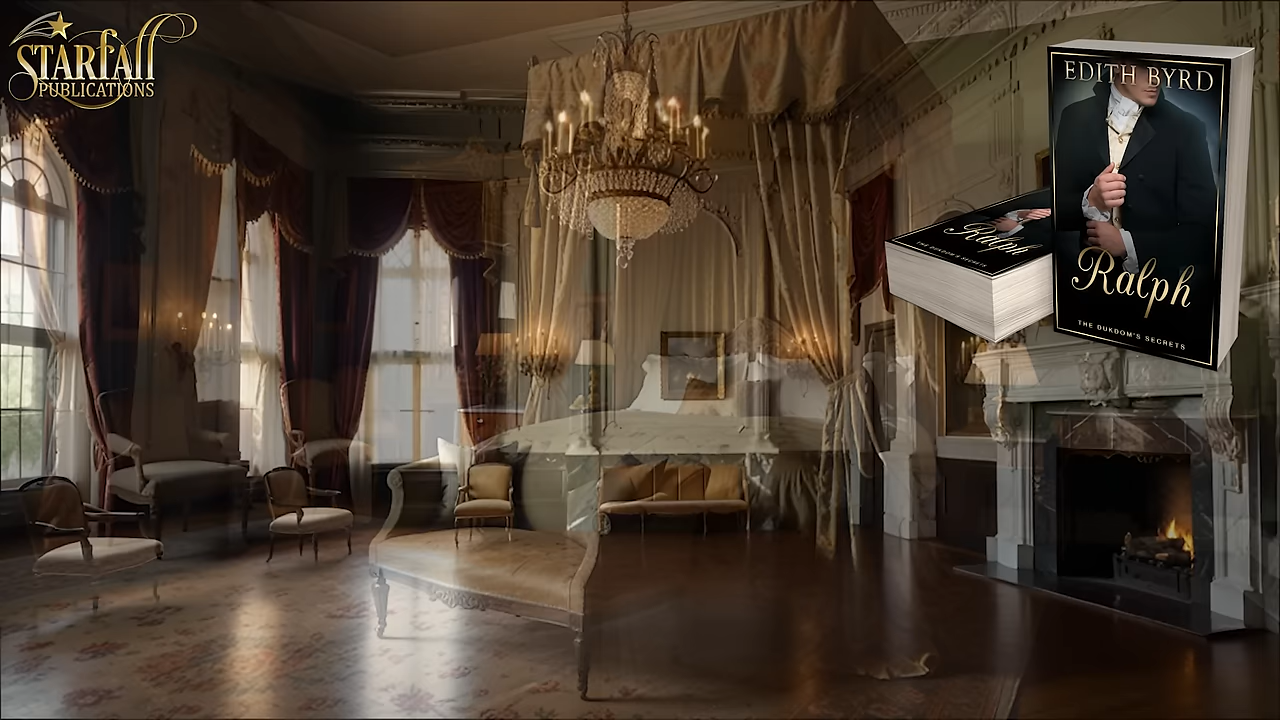 STARfall
PUBLICATIONS
EDITH BYRD
Ralph
THE DUKDOM'S SECRETS
Ralph
THE DUKDOM'S SECRETS